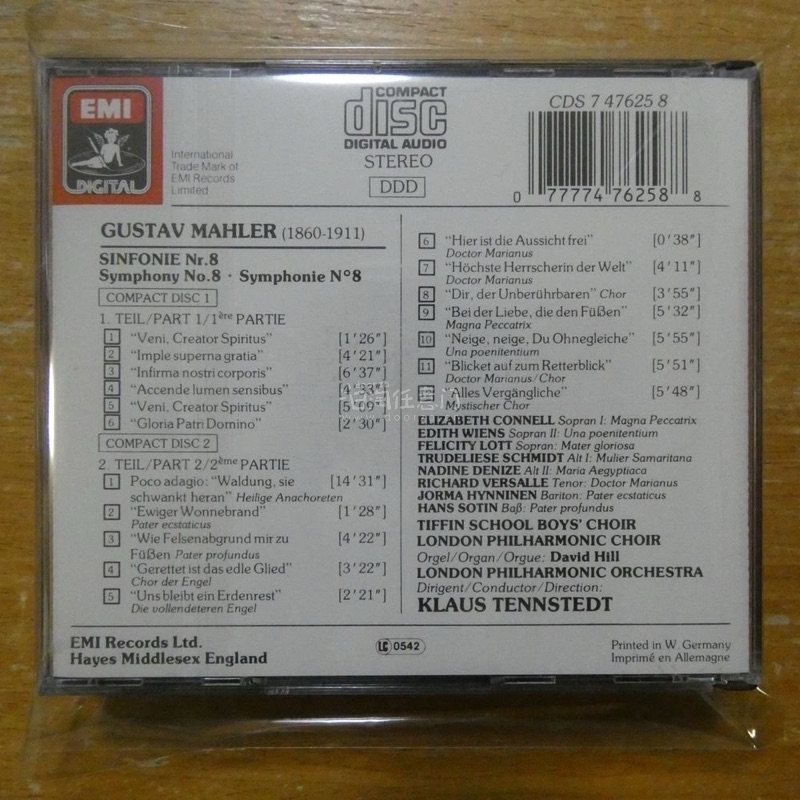 EMI
DIGITAL
International
Trade Mark of
EMI Records
Limited
COMPACT
disc
DIGITAL AUDIO
STEREO
DDD
CDS 7 47625 8
0 77774 76258 8
GUSTAV MAHLER (1860-1911)
SINFONIE Nr.8
Symphony No.8 · Symphonie N°8
COMPACT DISC 1
1. TEIL/PART 1/1ère PARTIE
1 "Veni, Creator Spiritus" [1'26"]
2 "Imple superna gratia" [4'21"]
3 "Infirma nostri corporis" [6'37"]
4 "Accende lumen sensibus" [4'33"]
5 "Veni, Creator Spiritus" [5'09"]
6 "Gloria Patri Domino" [2'30"]
COMPACT DISC 2
2. TEIL/PART 2/2ème PARTIE
1 Poco adagio: "Waldung, sie [14'31"]
schwankt heran" Heilige Anachoreten
2 "Ewiger Wonnebrand" [1'28"]
Pater ecstaticus
3 "Wie Felsenabgrund mir zu [4'22"]
Füßen Pater profundus
4 "Gerettet ist das edle Glied" [3'22"]
Chor der Engel
5 "Uns bleibt ein Erdenrest" [2'21"]
Die vollendeteren Engel
6 "Hier ist die Aussicht frei" [0'38"]
Doctor Marianus
7 "Höchste Herrscherin der Welt" [4'11"]
Doctor Marianus
8 "Dir, der Unberührbaren" Chor [3'55"]
9 "Bei der Liebe, die den Füßen" [5'32"]
Magna Peccatrix
10 "Neige, neige, Du Ohnegleiche" [5'55"]
Una poenitentium
11 "Blicket auf zum Retterblick" [5'51"]
Doctor Marianus/Chor
12 "Alles Vergängliche" [5'48"]
Mystischer Chor
ELIZABETH CONNELL Sopran I: Magna Peccatrix
EDITH WIENS Sopran II: Una poenitentium
FELICITY LOTT Sopran: Mater gloriosa
TRUDELIESE SCHMIDT Alt I: Mulier Samaritana
NADINE DENIZE Alt II: Maria Aegyptiaca
RICHARD VERSALLE Tenor: Doctor Marianus
JORMA HYNNINEN Bariton: Pater ecstaticus
HANS SOTIN Baß: Pater profundus
TIFFIN SCHOOL BOYS' CHOIR
LONDON PHILHARMONIC CHOIR
Orgel/Organ/Orgue: David Hill
LONDON PHILHARMONIC ORCHESTRA
Dirigent/Conductor/Direction:
KLAUS TENNSTEDT
EMI Records Ltd.
Hayes Middlesex England
LC 0542
Printed in W. Germany
Imprimé en Allemagne